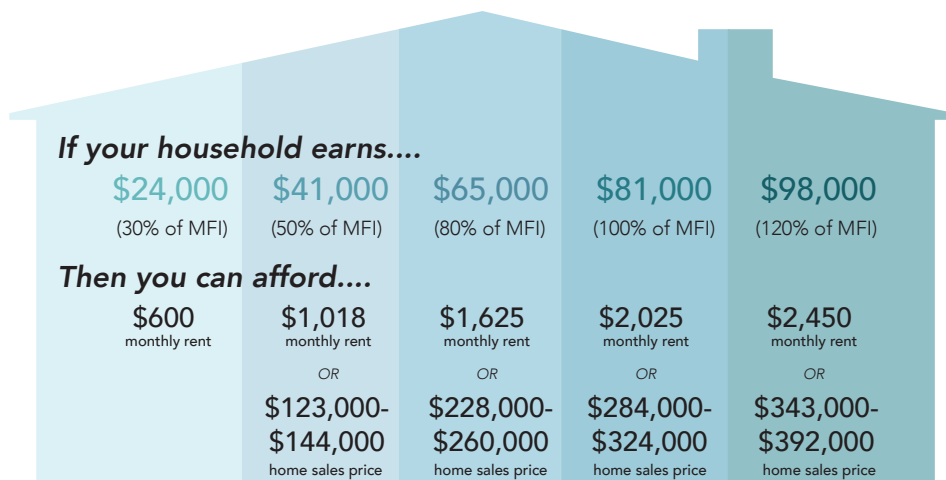 If your household earns....
$24,000 $41,000 $65,000 $81,000 $98,000
(30% of MFI) (50% of MFI) (80% of MFI) (100% of MFI) (120% of MFI)
Then you can afford....
$600 $1,018 $1,625 $2,025 $2,450
monthly rent monthly rent monthly rent monthly rent monthly rent
OR OR OR OR
$123,000- $228,000- $284,000- $343,000-
$144,000 $260,000 $324,000 $392,000
home sales price home sales price home sales price home sales price